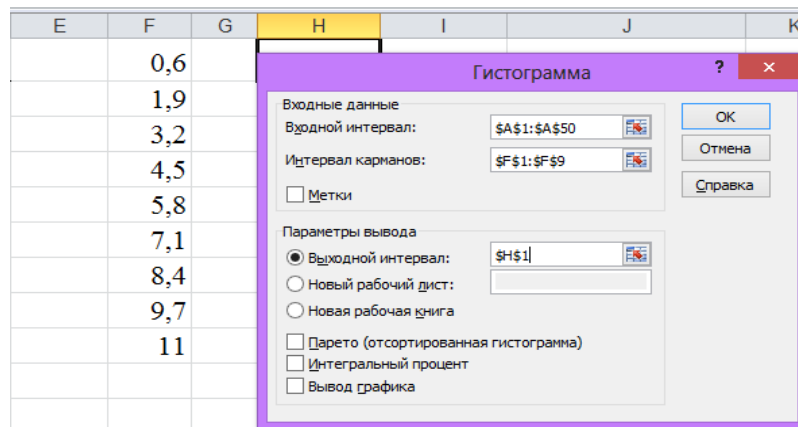 E F G H I J K
0,6
1,9
3,2
4,5
5,8
7,1
8,4
9,7
11
Гистограмма ? ×
Входные данные
Входной интервал: $A$1:$A$50
Интервал карманов: $F$1:$F$9
Метки
Параметры вывода
Выходной интервал: $H$1
Новый рабочий лист:
Новая рабочая книга
Парето (отсортированная гистограмма)
Интегральный процент
Вывод графика
ОК
Отмена
Справка